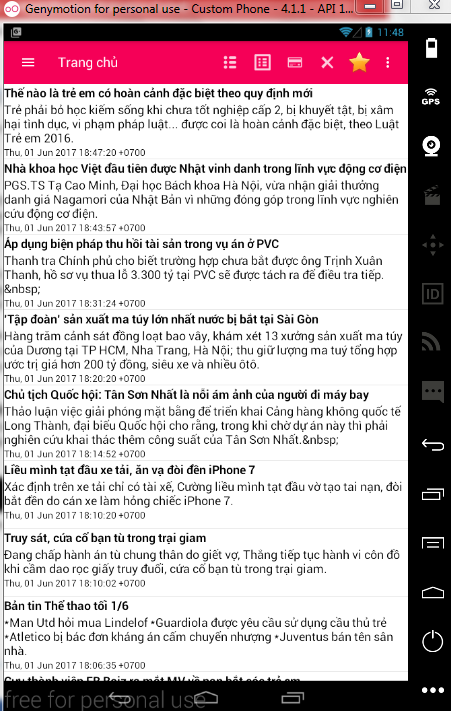 Genymotion for personal use - Custom Phone - 4.1.1 - API 1...
11:48
Trang chủ
GPS
ID
Thế nào là trẻ em có hoàn cảnh đặc biệt theo quy định mới
Trẻ phải bỏ học kiếm sống khi chưa tốt nghiệp cấp 2, bị khuyết tật, bị xâm
hại tình dục, vi phạm pháp luật... được coi là hoàn cảnh đặc biệt, theo Luật
Trẻ em 2016.
Thu, 01 Jun 2017 18:47:20 +0700
Nhà khoa học Việt đầu tiên được Nhật vinh danh trong lĩnh vực động cơ điện
PGS.TS Tạ Cao Minh, Đại học Bách khoa Hà Nội, vừa nhận giải thưởng
danh giá Nagamori của Nhật Bản vì những đóng góp trong lĩnh vực nghiên
cứu động cơ điện.
Thu, 01 Jun 2017 18:43:57 +0700
Áp dụng biện pháp thu hồi tài sản trong vụ án ở PVC
Thanh tra Chính phủ cho biết trường hợp chưa bắt được ông Trịnh Xuân
Thanh, hồ sơ vụ thua lỗ 3.300 tỷ tại PVC sẽ được tách ra để điều tra tiếp.
&nbsp;
Thu, 01 Jun 2017 18:31:24 +0700
'Tập đoàn' sản xuất ma túy lớn nhất nước bị bắt tại Sài Gòn
Hàng trăm cảnh sát đồng loạt bao vây, khám xét 13 xưởng sản xuất ma túy
của Dương tại TP HCM, Nha Trang, Hà Nội; thu giữ lượng ma tuý tổng hợp
ước trị giá hơn 200 tỷ đồng, siêu xe và nhiều ôtô.
Thu, 01 Jun 2017 18:20:20 +0700
Chủ tịch Quốc hội: Tân Sơn Nhất là nỗi ám ảnh của người đi máy bay
Thảo luận việc giải phóng mặt bằng để triển khai Cảng hàng không quốc tế
Long Thành, đại biểu Quốc hội cho rằng, trong khi chờ dự án này thì phải
nghiên cứu khai thác thêm công suất của Tân Sơn Nhất.&nbsp;
Thu, 01 Jun 2017 18:14:52 +0700
Liều mình tạt đầu xe tải, ăn vạ đòi đền iPhone 7
Xác định trên xe tải chỉ có tài xế, Cường liều mình tạt đầu vờ tạo tai nạn, đòi
bắt đền do cán xe làm hỏng chiếc iPhone 7.
Thu, 01 Jun 2017 18:10:20 +0700
Truy sát, cứa cổ bạn tù trong trại giam
Đang chấp hành án tù chung thân do giết vợ, Thắng tiếp tục hành vi côn đồ
khi cầm dao rọc giấy truy đuổi, cứa cổ bạn tù trong trại giam.
Thu, 01 Jun 2017 18:10:02 +0700
Bản tin Thể thao tối 1/6
*Man Utd hỏi mua Lindelof *Guardiola được yêu cầu sử dụng cầu thủ trẻ
*Atletico bị bác đơn kháng án cấm chuyển nhượng *Juventus bán tên sân
nhà.
Thu, 01 Jun 2017 18:06:35 +0700
free for personal use